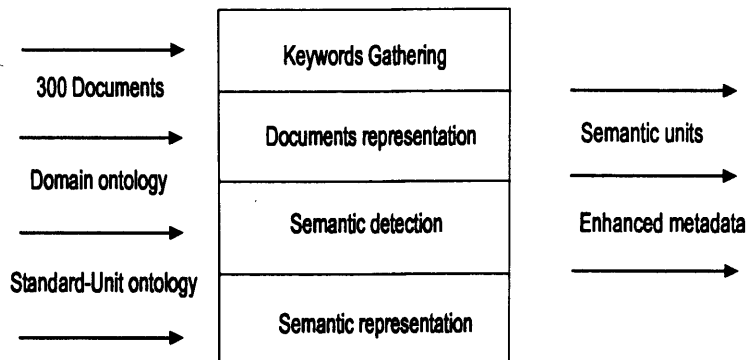 Keywords Gathering
300 Documents
Documents representation
Semantic units
Domain ontology
Semantic detection
Enhanced metadata
Standard-Unit ontology
Semantic representation